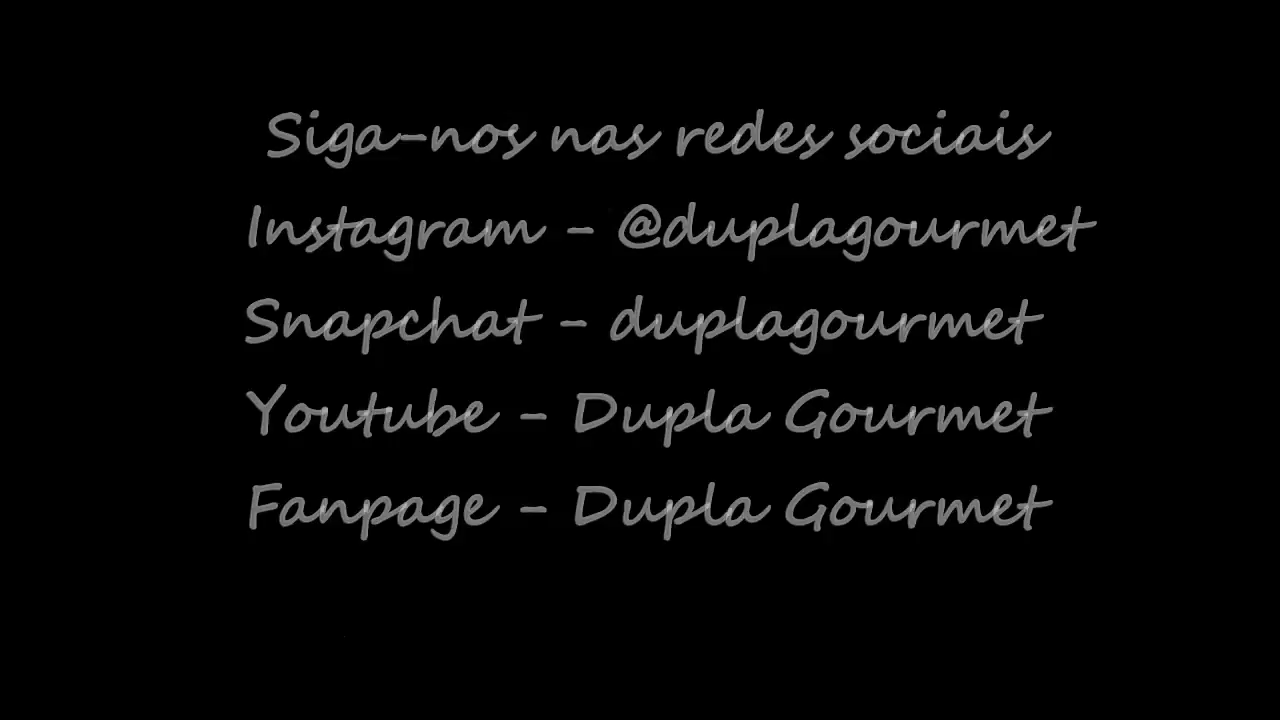 Siga-nos nas redes sociais
Instagram - @duplagourmet
Snapchat - duplagourmet
Youtube - Dupla Gourmet
Fanpage - Dupla Gourmet